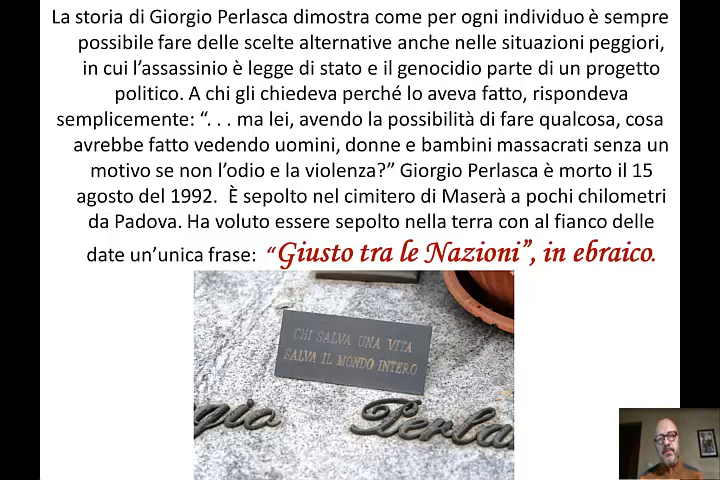 La storia di Giorgio Perlasca dimostra come per ogni individuo è sempre
possibile fare delle scelte alternative anche nelle situazioni peggiori,
in cui l'assassinio è legge di stato e il genocidio parte di un progetto
politico. A chi gli chiedeva perché lo aveva fatto, rispondeva
semplicemente: “. . . ma lei, avendo la possibilità di fare qualcosa, cosa
avrebbe fatto vedendo uomini, donne e bambini massacrati senza un
motivo se non l'odio e la violenza?” Giorgio Perlasca è morto il 15
agosto del 1992. È sepolto nel cimitero di Maserà a pochi chilometri
da Padova. Ha voluto essere sepolto nella terra con al fianco delle
date un'unica frase: “Giusto tra le Nazioni”, in ebraico.
CHI SALVA UNA VITA
SALVA IL MONDO INTERO
gio Perla